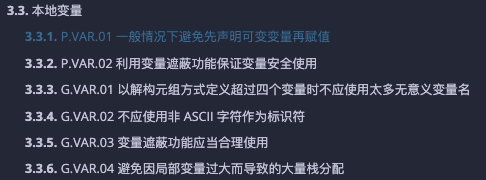 3.3. 本地变量
3.3.1. P.VAR.01 一般情况下避免先声明可变变量再赋值
3.3.2. P.VAR.02 利用变量遮蔽功能保证变量安全使用
3.3.3. G.VAR.01 以解构元组方式定义超过四个变量时不应使用太多无意义变量名
3.3.4. G.VAR.02 不应使用非 ASCII 字符作为标识符
3.3.5. G.VAR.03 变量遮蔽功能应当合理使用
3.3.6. G.VAR.04 避免因局部变量过大而导致的大量栈分配